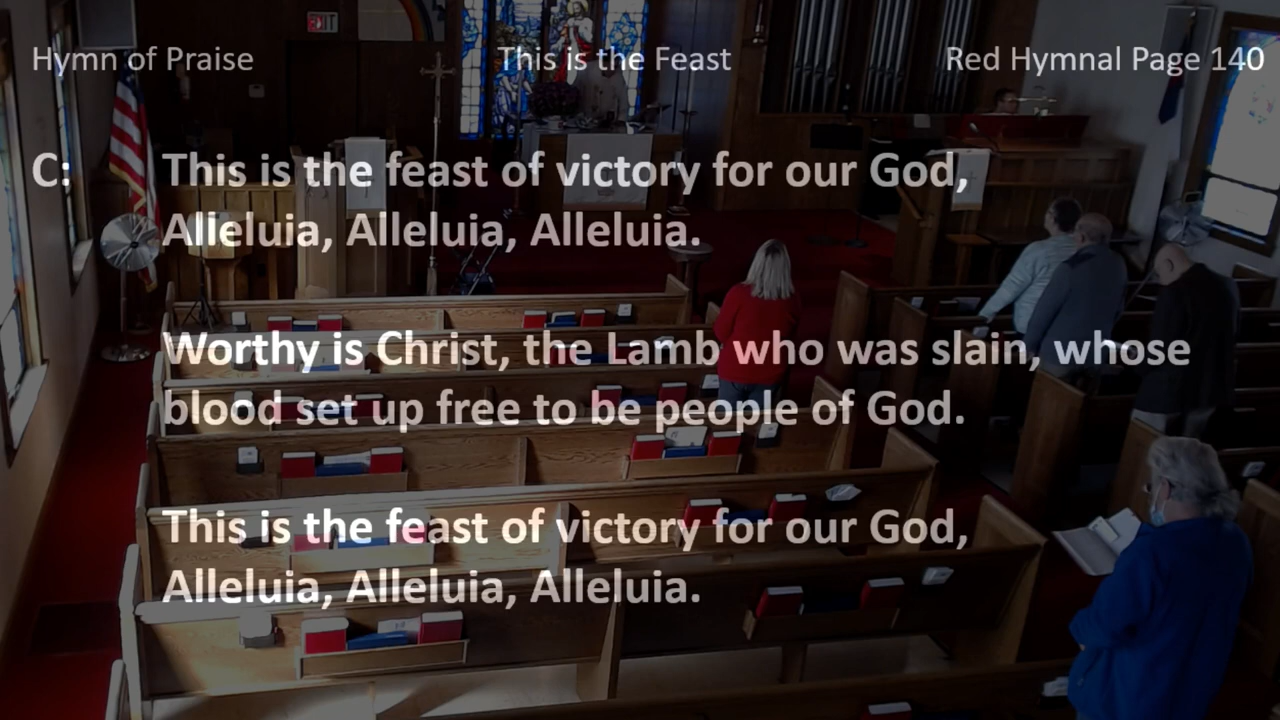 EXIT
Hymn of Praise This is the Feast Red Hymnal Page 140
C: This is the feast of victory for our God,
Alleluia, Alleluia, Alleluia.
Worthy is Christ, the Lamb who was slain, whose
blood set up free to be people of God.
This is the feast of victory for our God,
Alleluia, Alleluia, Alleluia.